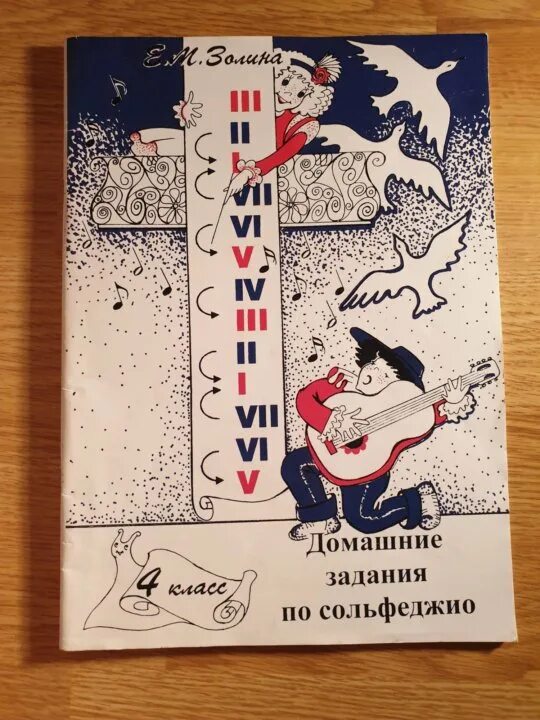 Е.М.Золина
III
II
I
VII
VI
V
IV
III
II
I
VII
VI
V
4 класс
Домашние
задания
по сольфеджио